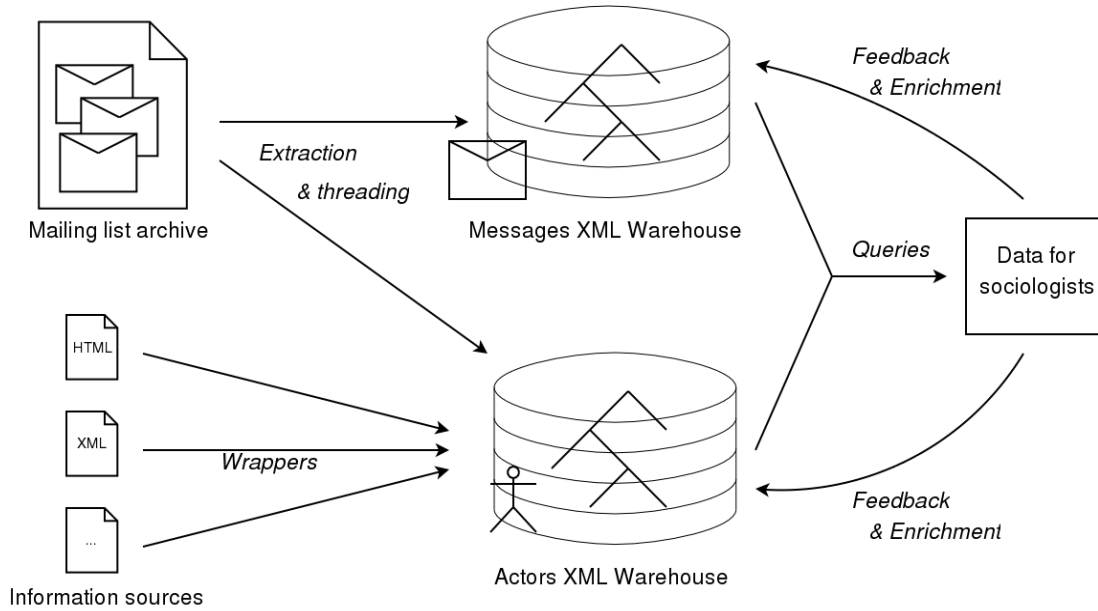 Feedback
& Enrichment
Extraction
& threading
Mailing list archive
Messages XML Warehouse
Queries
Data for
sociologists
HTML
XML
Wrappers
...
Feedback
& Enrichment
Actors XML Warehouse
Information sources